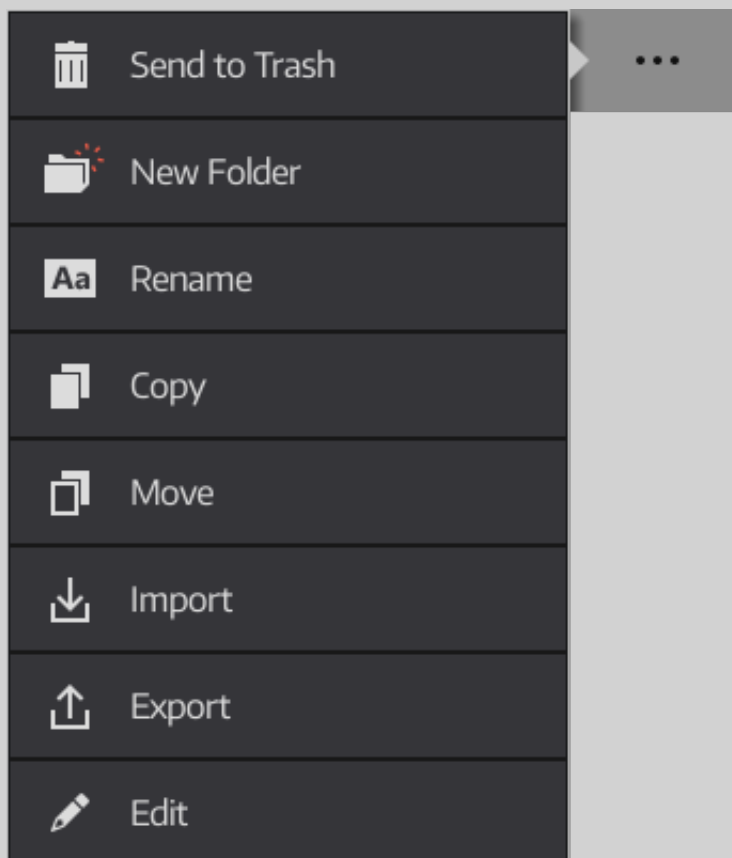 Send to Trash
New Folder
Aa Rename
Copy
Move
Import
Export
Edit